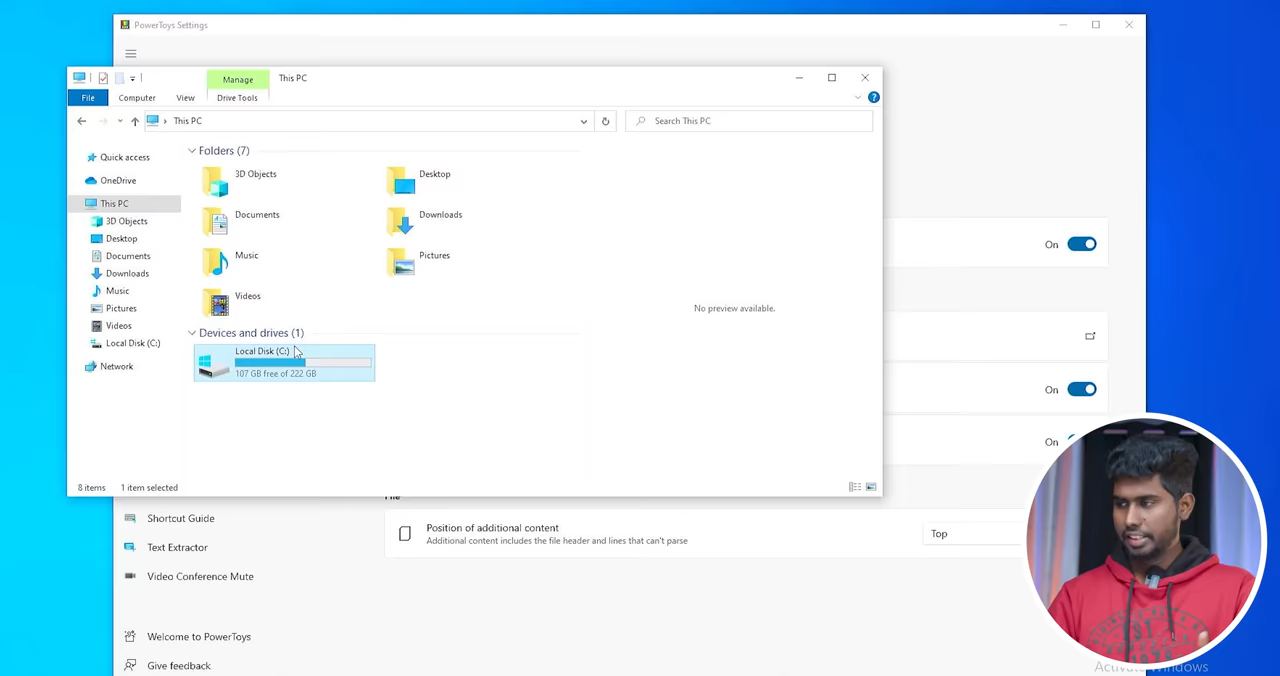 PowerToys Settings
Manage
This PC
File
Computer
View
Drive Tools
This PC
Search This PC
Quick access
OneDrive
This PC
3D Objects
Desktop
Documents
Downloads
Music
Pictures
Videos
Local Disk (C:)
Network
Folders (7)
3D Objects
Desktop
Documents
Downloads
Music
Pictures
Videos
Devices and drives (1)
Local Disk (C:)
107 GB free of 222 GB
No preview available.
8 items
1 item selected
On
On
On
File
Shortcut Guide
Text Extractor
Video Conference Mute
Welcome to PowerToys
Give feedback
Position of additional content
Additional content includes the file header and lines that can't parse
Top
Activate Windows